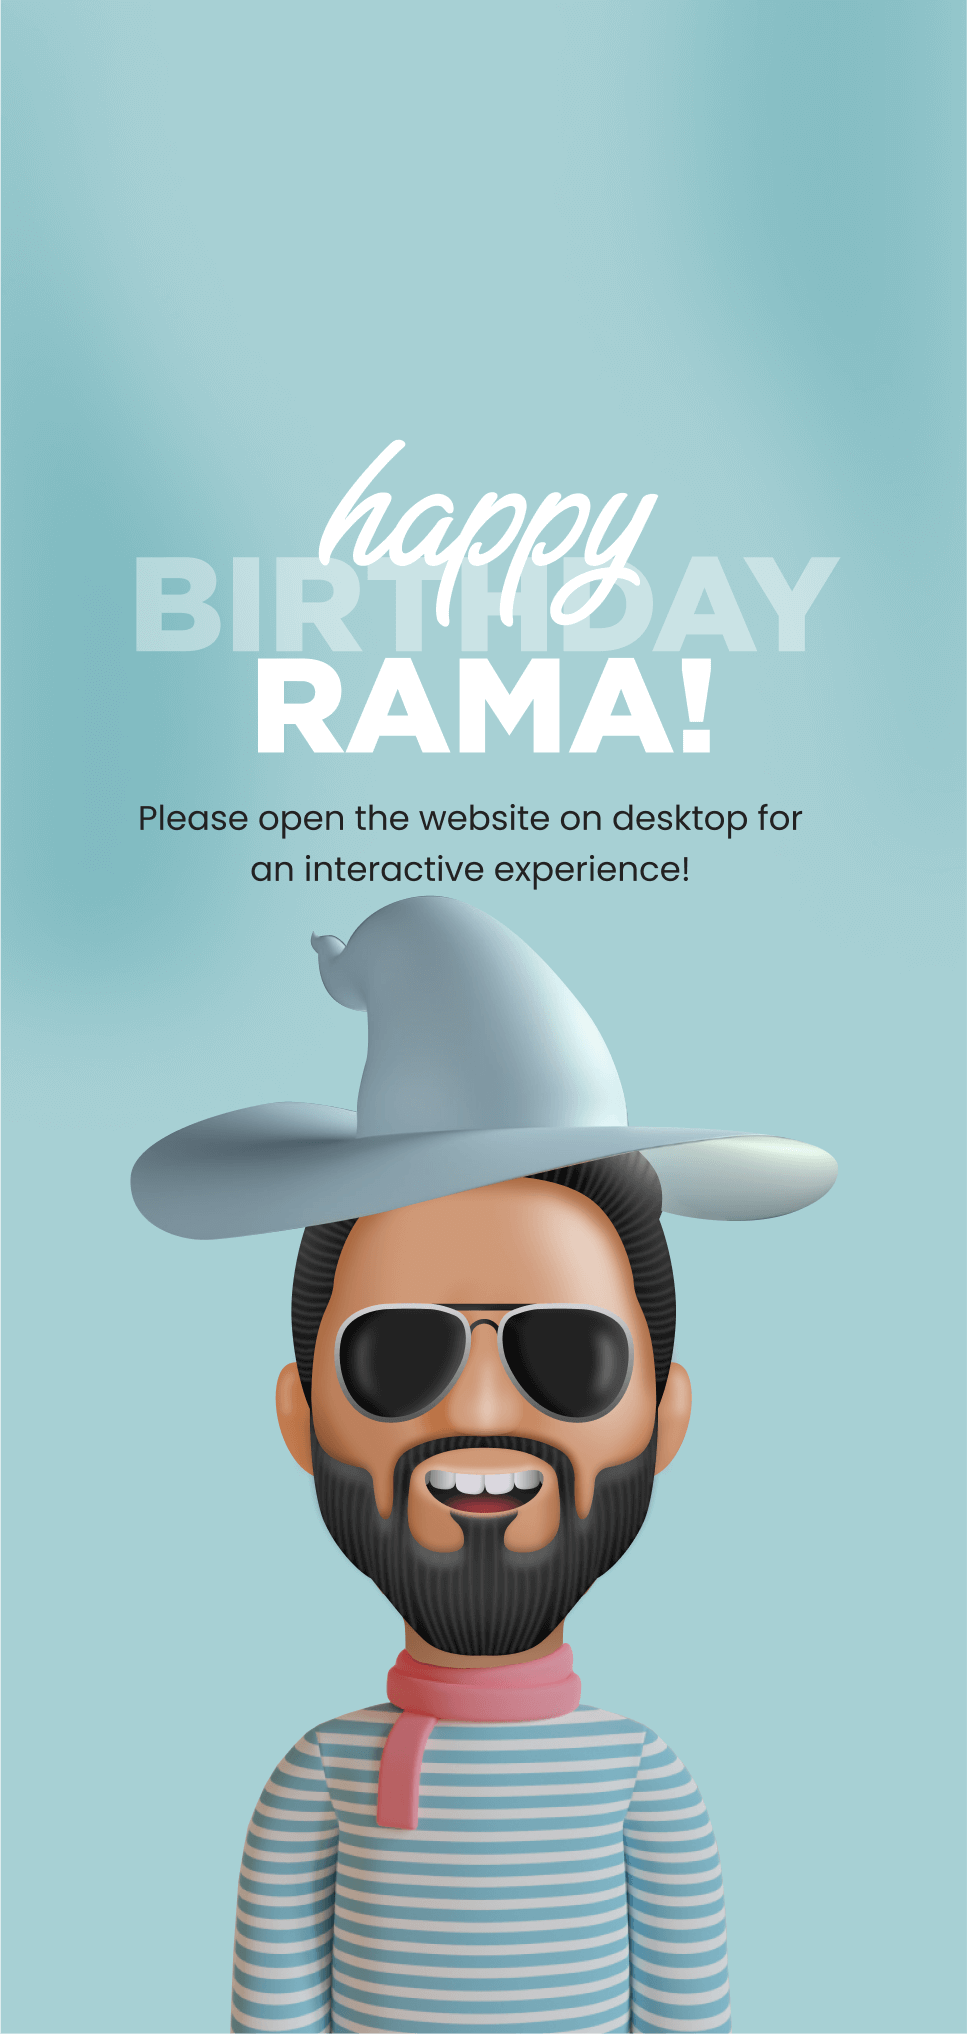 happy
BIRTHDAY
RAMA!
Please open the website on desktop for
an interactive experience!